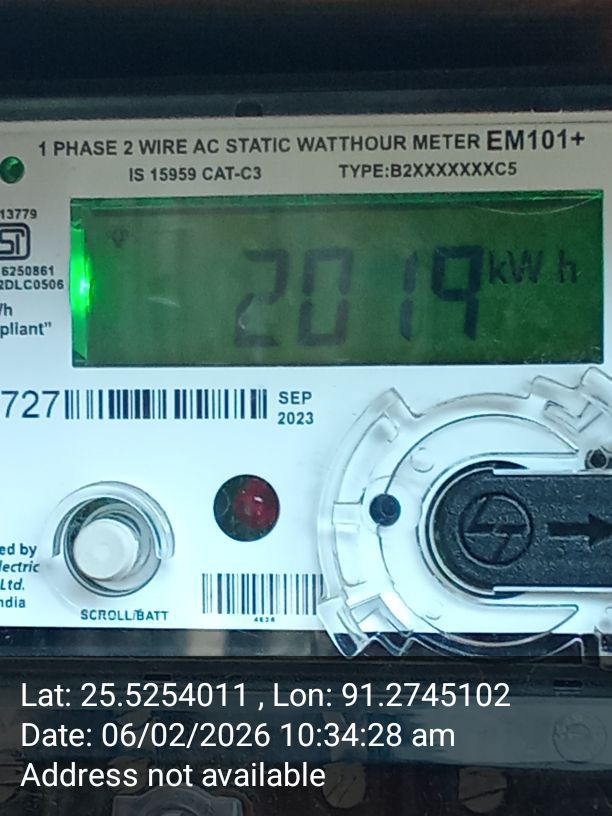 1 PHASE 2 WIRE AC STATIC WATTHOUR METER EM101+
IS 15959 CAT-C3 TYPE:B2XXXXXXXC5
13779
6250861
2DLC0506
pliant"
2019 kWh
727
SEP
2023
ed by
lectric
Ltd.
ndia
SCROLL/BATT
Lat: 25.5254011 , Lon: 91.2745102
Date: 06/02/2026 10:34:28 am
Address not available